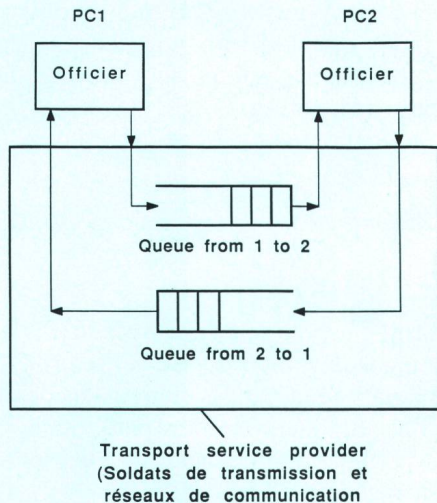 PC1 PC2
Officier Officier
Queue from 1 to 2
Queue from 2 to 1
Transport service provider
(Soldats de transmission et
réseaux de communication